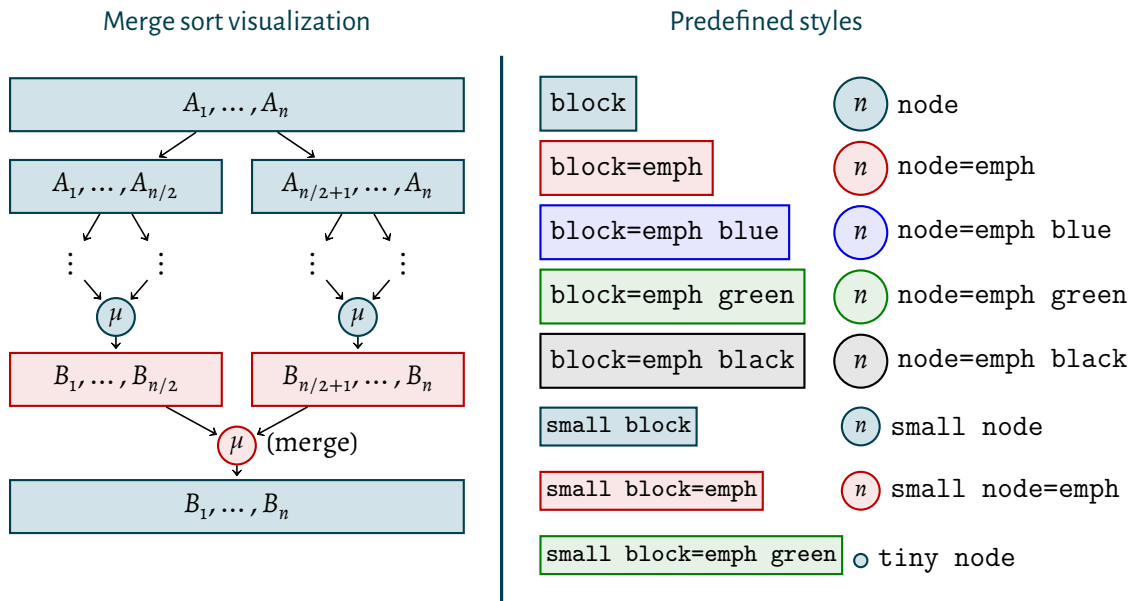 Merge sort visualization
A₁, … , Aₙ
A₁, … , Aₙ/₂
Aₙ/₂₊₁, … , Aₙ
⋮ ⋮ ⋮ ⋮
μ
μ
B₁, … , Bₙ/₂
Bₙ/₂₊₁, … , Bₙ
μ (merge)
B₁, … , Bₙ
Predefined styles
block
n node
block=emph
n node=emph
block=emph blue
n node=emph blue
block=emph green
n node=emph green
block=emph black
n node=emph black
small block
n small node
small block=emph
n small node=emph
small block=emph green
tiny node